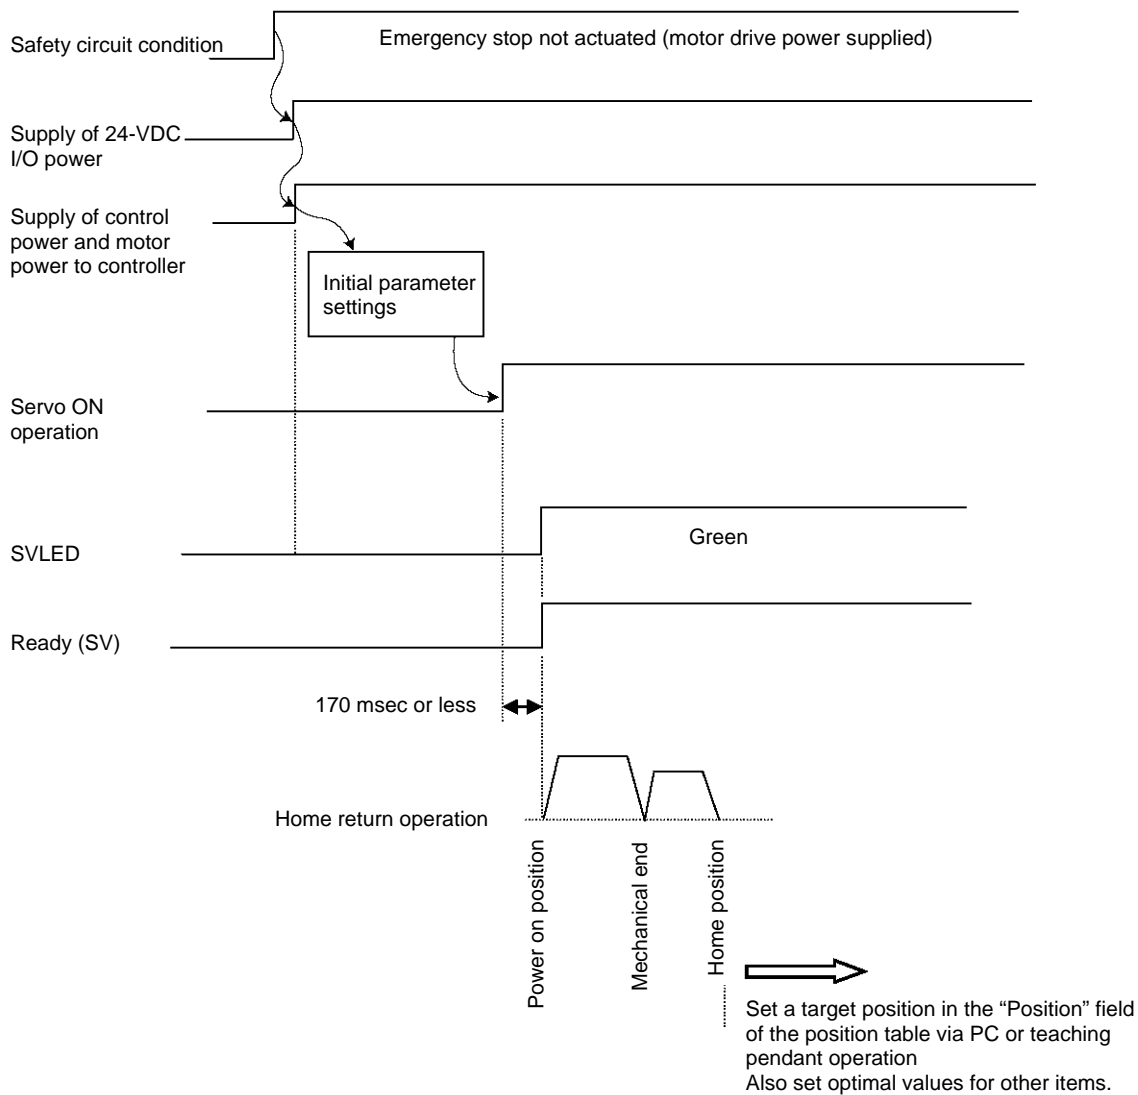 Safety circuit condition
Emergency stop not actuated (motor drive power supplied)
Supply of 24-VDC
I/O power
Supply of control
power and motor
power to controller
Initial parameter
settings
Servo ON
operation
SVLED
Green
Ready (SV)
170 msec or less
Home return operation
Power on position
Mechanical end
Home position
Set a target position in the “Position” field
of the position table via PC or teaching
pendant operation
Also set optimal values for other items.